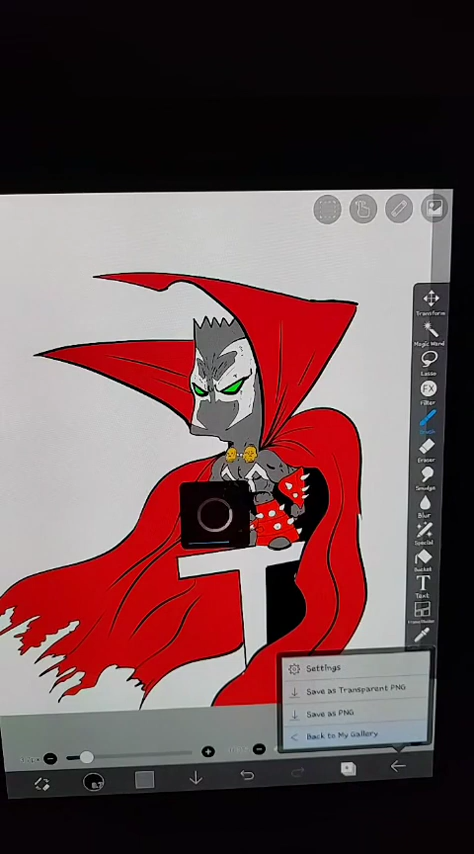 Transform
Magic Wand
Lasso
FX
Filter
Eraser
Smudge
Blur
Special
Bucket
T
Text
T
Settings
Save as Transparent PNG
Save as PNG
Back to My Gallery